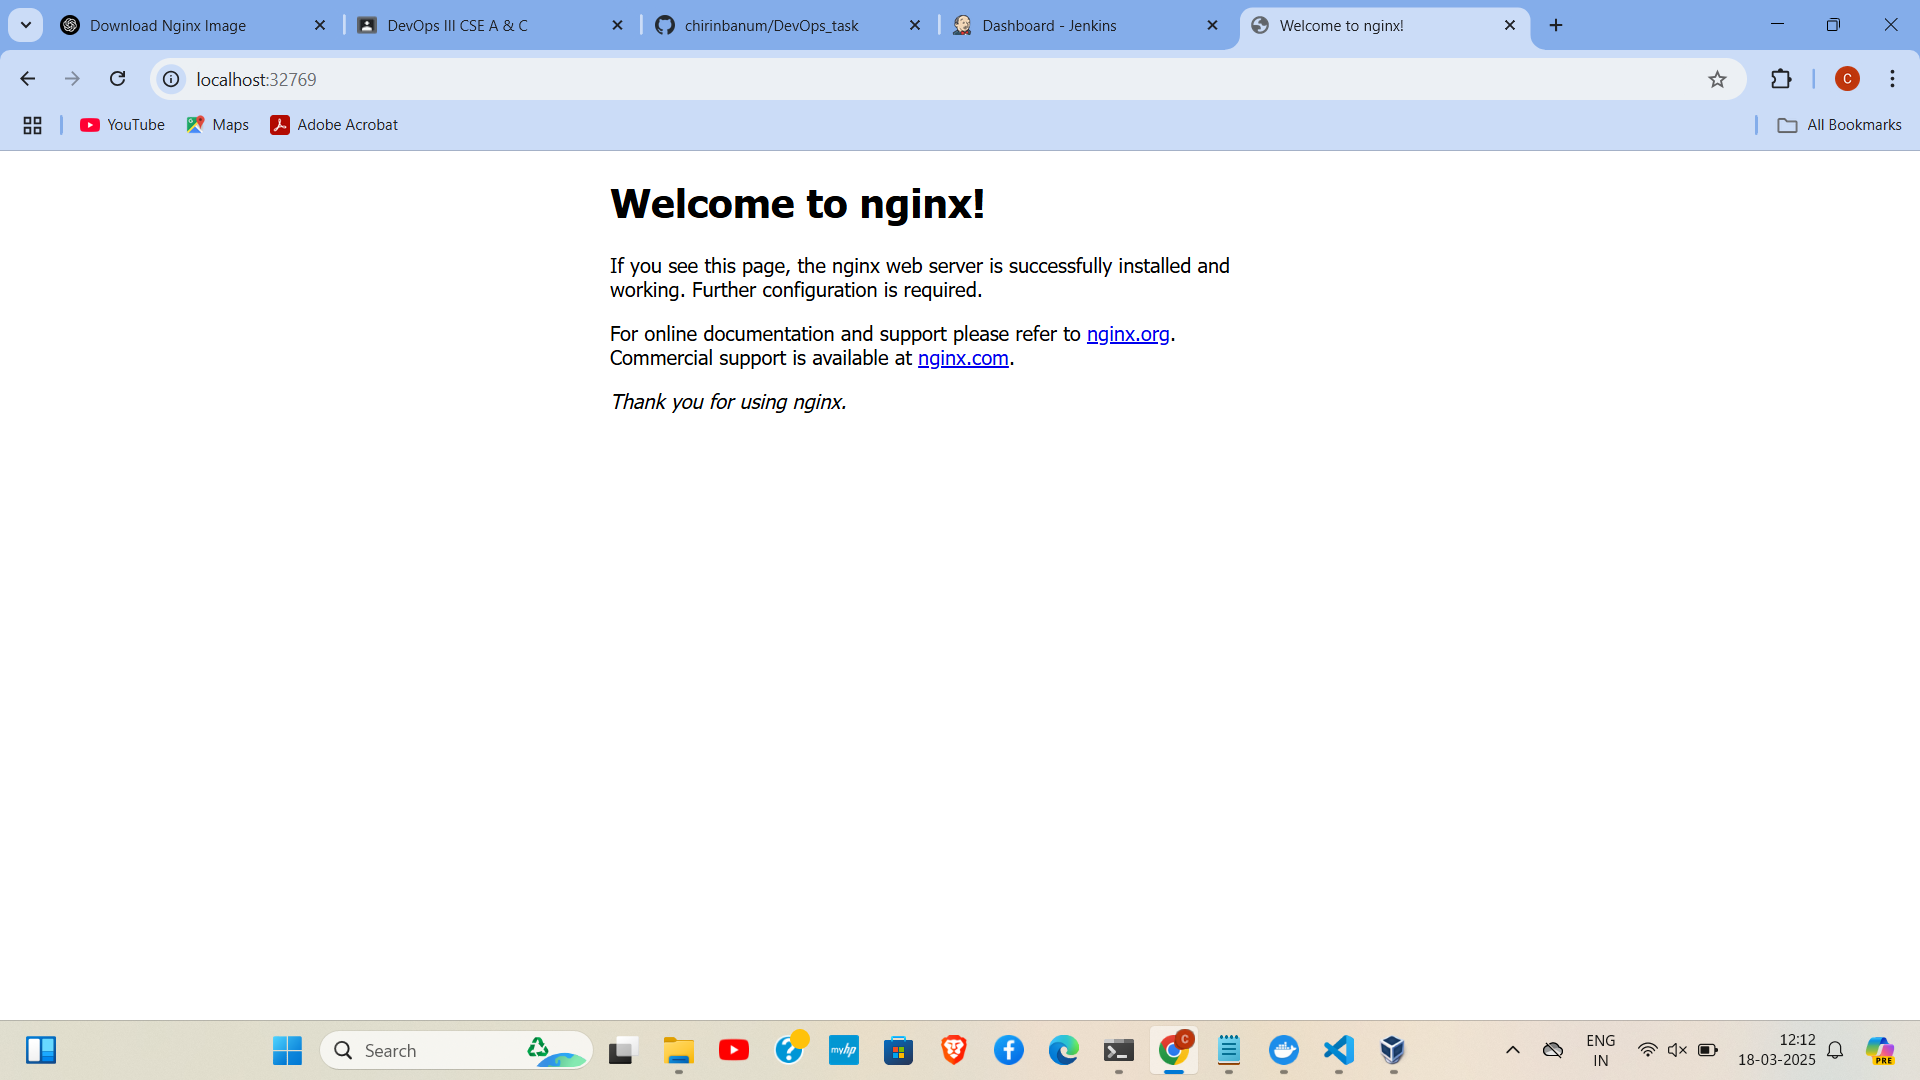 Download Nginx Image
DevOps III CSE A & C
chirinbanum/DevOps_task
Dashboard - Jenkins
Welcome to nginx!
localhost:32769
C
YouTube
Maps
Adobe Acrobat
All Bookmarks
Welcome to nginx!
If you see this page, the nginx web server is successfully installed and
working. Further configuration is required.
For online documentation and support please refer to nginx.org.
Commercial support is available at nginx.com.
Thank you for using nginx.
Search
myhp
C
ENG
IN
12:12
18-03-2025
PRE